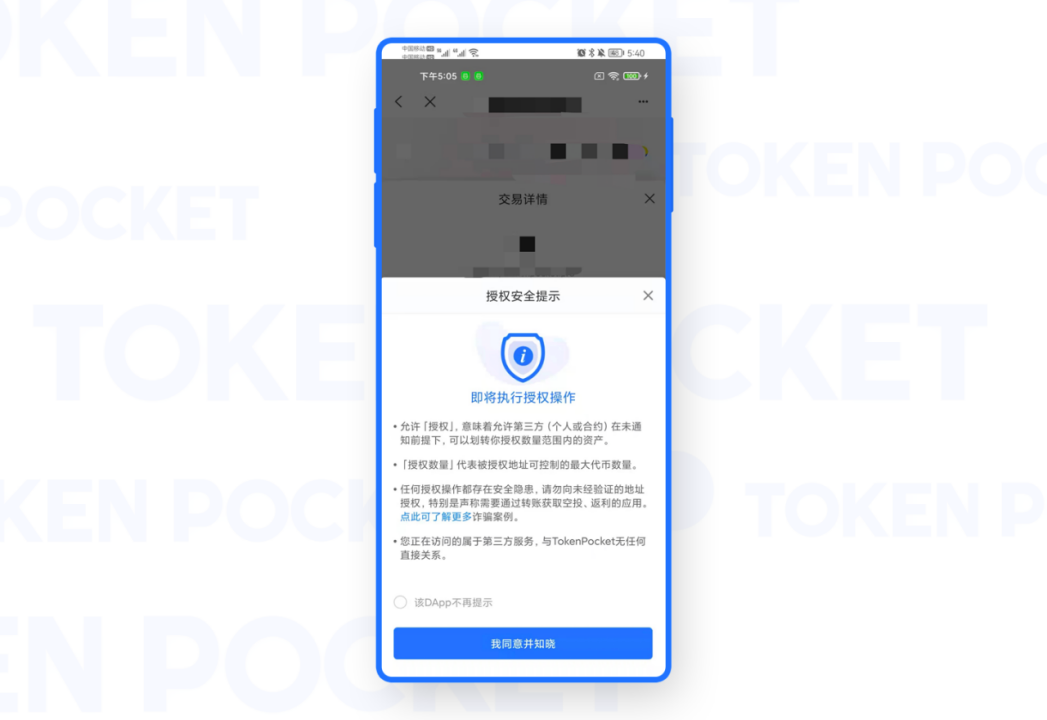 TOKEN POCKET
中国移动 HD
中国移动 HD
5:40
下午5:05
100
TOKEN POC
POCKET
交易详情
授权安全提示
TOKEN
CKET
即将执行授权操作
• 允许「授权」，意味着允许第三方（个人或合约）在未通
知前提下，可以划转你授权数量范围内的资产。
• 「授权数量」代表被授权地址可控制的最大代币数量。
• 任何授权操作都存在安全隐患，请勿向未经验证的地址
授权，特别是声称需要通过转账获取空投、返利的应用。
点此可了解更多诈骗案例。
KEN POC
TOKEN P
• 您正在访问的属于第三方服务，与TokenPocket无任何
直接关系。
该DApp不再提示
我同意并知晓
EN POCKET